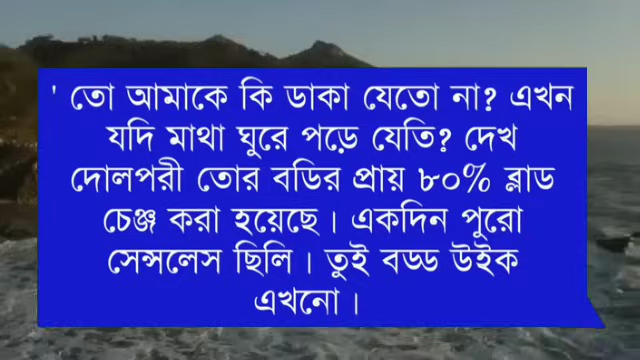 ' তো আমাকে কি ডাকা যেতো না? এখন
যদি মাথা ঘুরে পড়ে যেতি? দেখ
দোলপরী তোর বডির প্রায় ৮০% ব্লাড
চেঞ্জ করা হয়েছে। একদিন পুরো
সেন্সলেস ছিলি। তুই বড্ড উইক
এখনো।